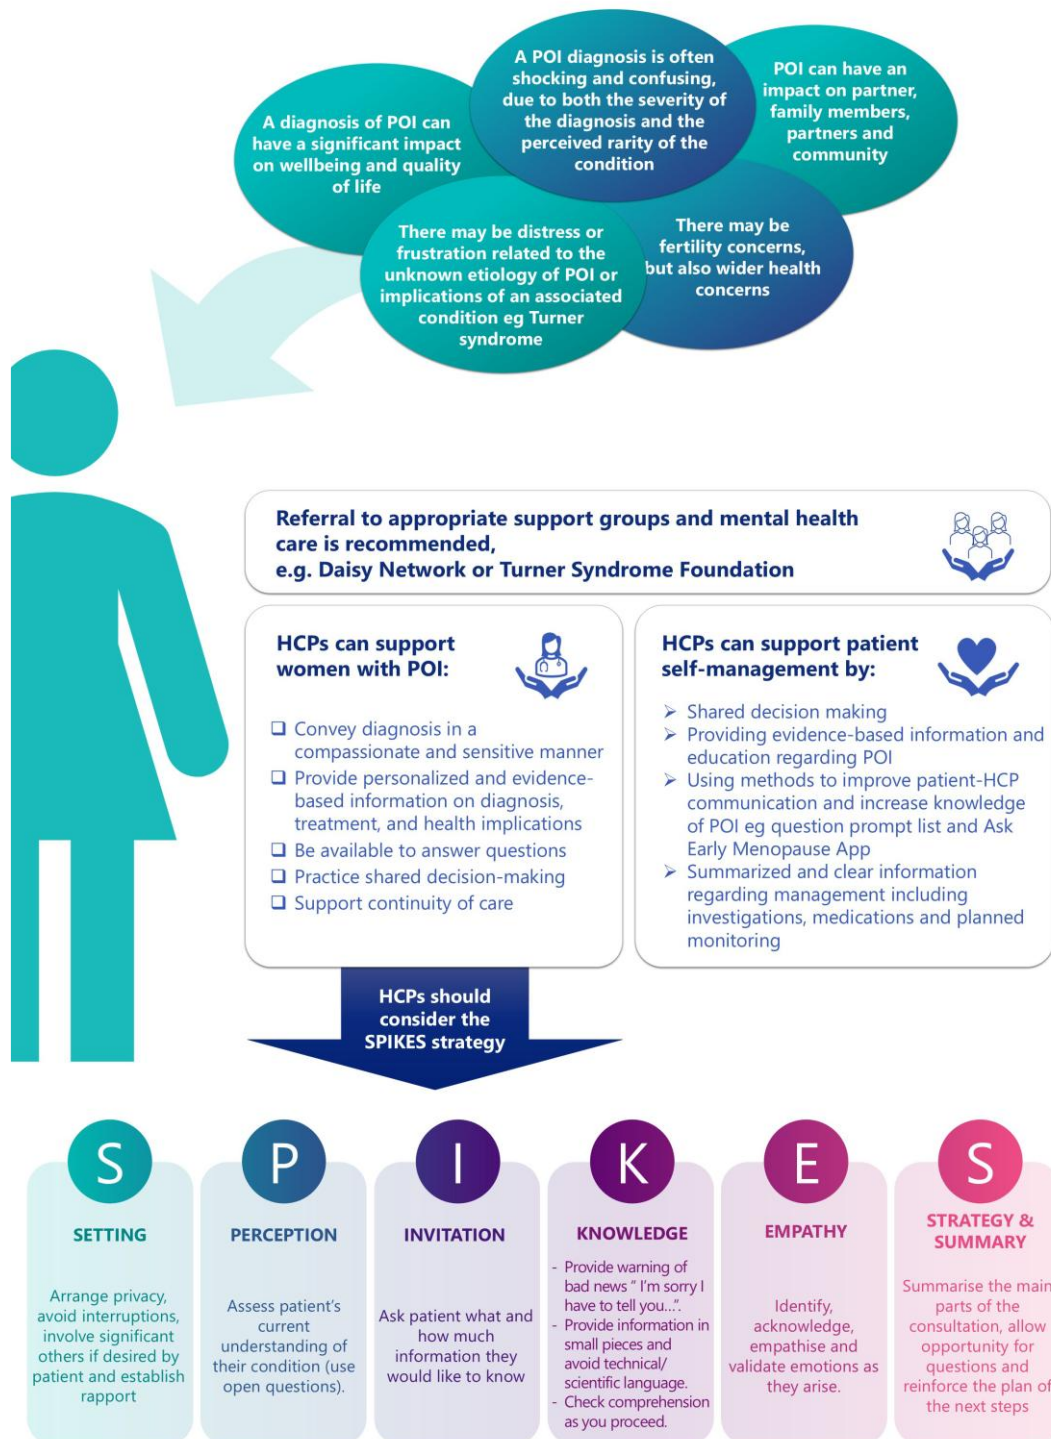 A POI diagnosis is often
shocking and confusing,
due to both the severity of
the diagnosis and the
perceived rarity of the
condition
POI can have an
impact on partner,
family members,
partners and
community
A diagnosis of POI can
have a significant impact
on wellbeing and quality
of life
There may be distress or
frustration related to the
unknown etiology of POI or
implications of an associated
condition eg Turner
syndrome
There may be
fertility concerns,
but also wider health
concerns
Referral to appropriate support groups and mental health
care is recommended,
e.g. Daisy Network or Turner Syndrome Foundation
HCPs can support
women with POI:
❑ Convey diagnosis in a
compassionate and sensitive manner
❑ Provide personalized and evidence-
based information on diagnosis,
treatment, and health implications
❑ Be available to answer questions
❑ Practice shared decision-making
❑ Support continuity of care
HCPs can support patient
self-management by:
➢ Shared decision making
➢ Providing evidence-based information and
education regarding POI
➢ Using methods to improve patient-HCP
communication and increase knowledge
of POI eg question prompt list and Ask
Early Menopause App
➢ Summarized and clear information
regarding management including
investigations, medications and planned
monitoring
HCPs should
consider the
SPIKES strategy
S
SETTING
Arrange privacy,
avoid interruptions,
involve significant
others if desired by
patient and establish
rapport
P
PERCEPTION
Assess patient's
current
understanding of
their condition (use
open questions).
I
INVITATION
Ask patient what and
how much
information they
would like to know
K
KNOWLEDGE
- Provide warning of
bad news " I'm sorry I
have to tell you...".
- Provide information in
small pieces and
avoid technical/
scientific language.
- Check comprehension
as you proceed.
E
EMPATHY
Identify,
acknowledge,
empathise and
validate emotions as
they arise.
S
STRATEGY &
SUMMARY
Summarise the main
parts of the
consultation, allow
opportunity for
questions and
reinforce the plan of
the next steps